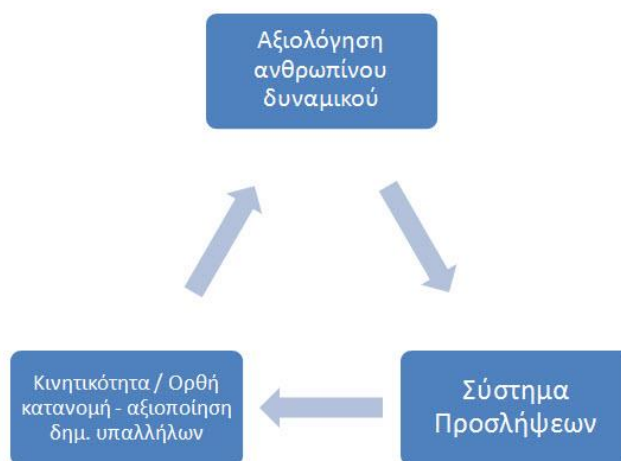 Αξιολόγηση
ανθρωπίνου
δυναμικού
Κινητικότητα / Ορθή
κατανομή - αξιοποίηση
δημ. υπαλλήλων
Σύστημα
Προσλήψεων